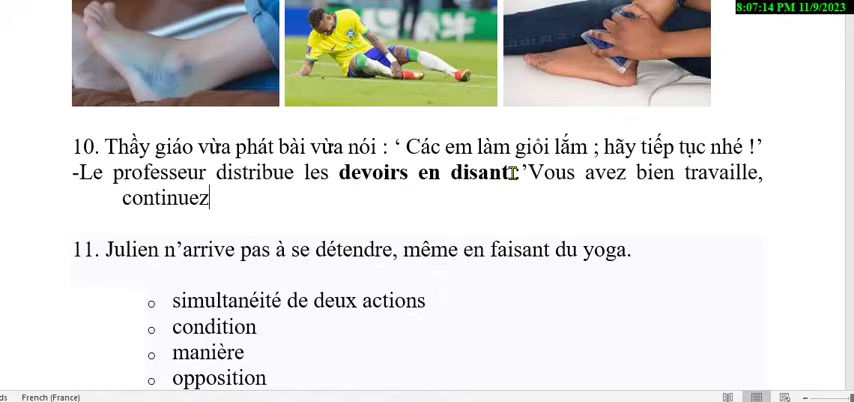 8:07:14 PM 11/9/2023
10. Thầy giáo vừa phát bài vừa nói : ‘ Các em làm giỏi lắm ; hãy tiếp tục nhé !’
-Le professeur distribue les devoirs en disant:’Vous avez bien travaille,
continuez
11. Julien n’arrive pas à se détendre, même en faisant du yoga.
o simultanéité de deux actions
o condition
o manière
o opposition
ds French (France)